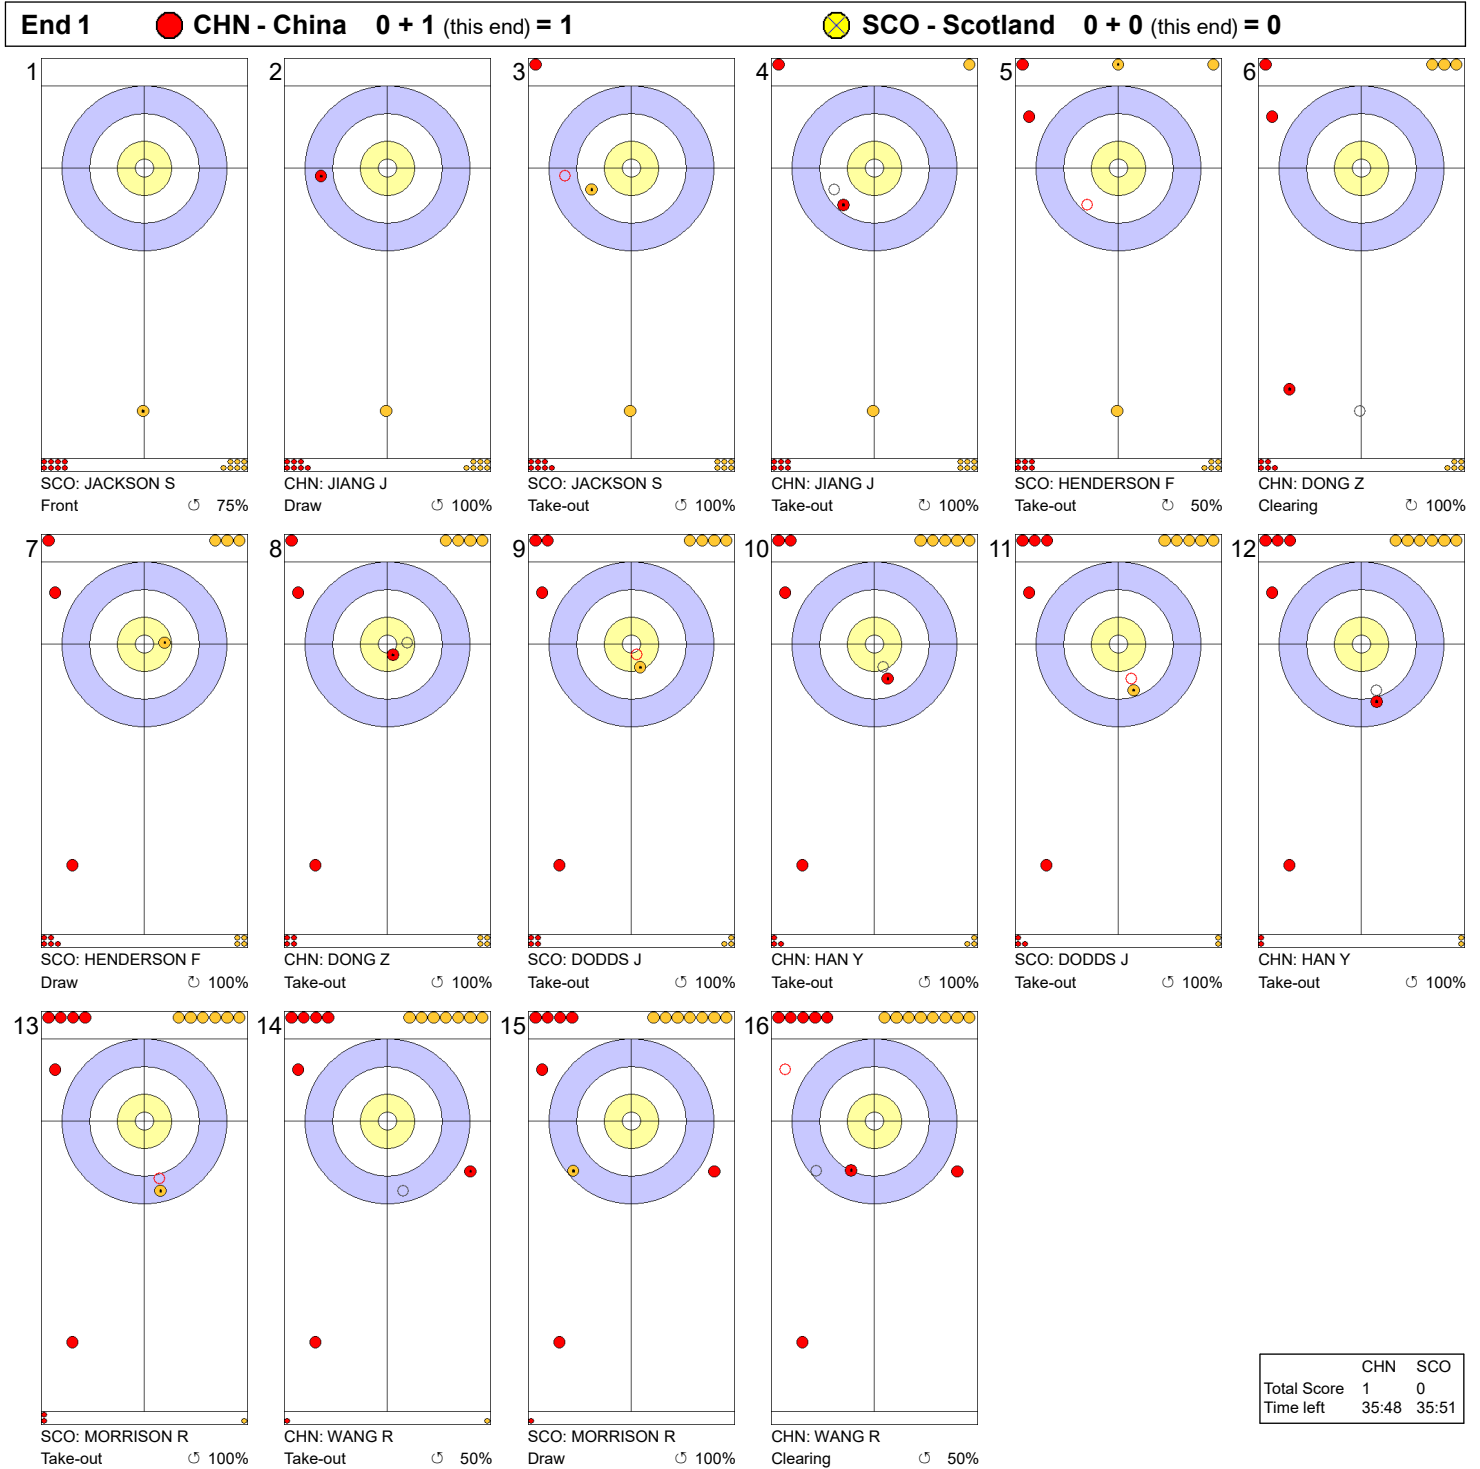 End 1 CHN - China 0 + 1 (this end) = 1 SCO - Scotland 0 + 0 (this end) = 0
1 2 3 4 5 6
SCO: JACKSON S CHN: JIANG J SCO: JACKSON S CHN: JIANG J SCO: HENDERSON F CHN: DONG Z
Front ↺ 75% Draw ↺ 100% Take-out ↺ 100% Take-out ↺ 100% Take-out ↻ 50% Clearing ↻ 100%
7 8 9 10 11 12
SCO: HENDERSON F CHN: DONG Z SCO: DODDS J CHN: HAN Y SCO: DODDS J CHN: HAN Y
Draw ↻ 100% Take-out ↺ 100% Take-out ↺ 100% Take-out ↺ 100% Take-out ↺ 100% Take-out ↺ 100%
13 14 15 16
SCO: MORRISON R CHN: WANG R SCO: MORRISON R CHN: WANG R
Take-out ↺ 100% Take-out ↺ 50% Draw ↺ 100% Clearing ↺ 50%
CHN SCO
Total Score 1 0
Time left 35:48 35:51